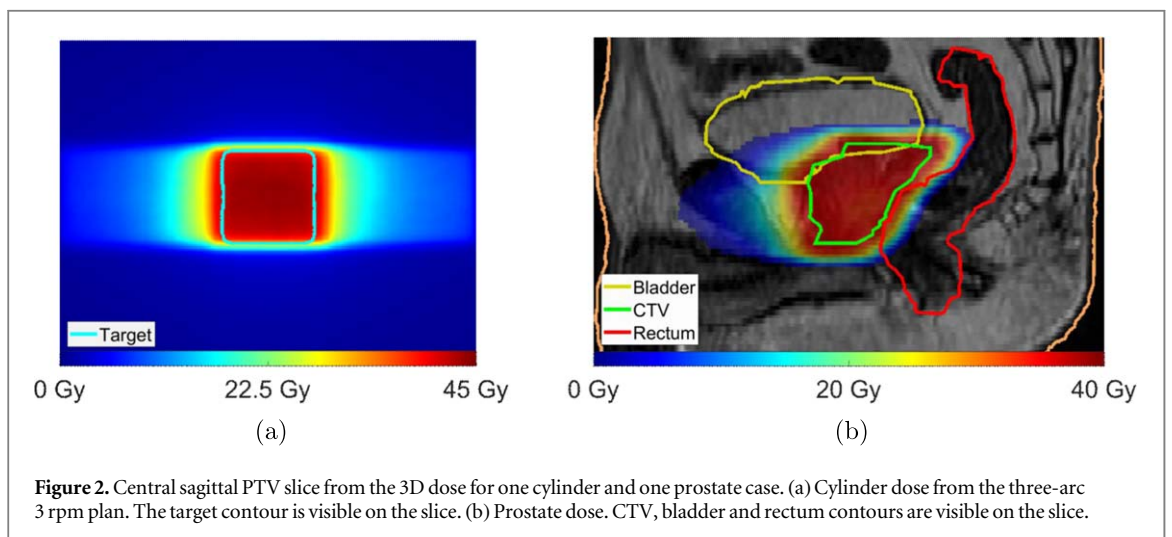 Target
0 Gy 22.5 Gy 45 Gy
(a)
Bladder
CTV
Rectum
0 Gy 20 Gy 40 Gy
(b)
Figure 2. Central sagittal PTV slice from the 3D dose for one cylinder and one prostate case. (a) Cylinder dose from the three-arc
3 rpm plan. The target contour is visible on the slice. (b) Prostate dose. CTV, bladder and rectum contours are visible on the slice.